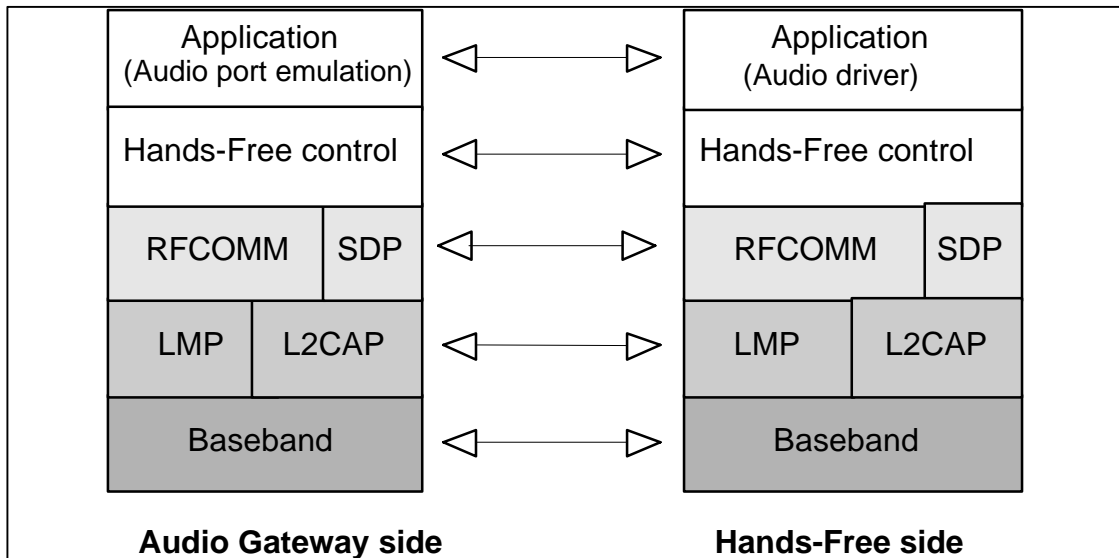 Application
(Audio port emulation)
Hands-Free control
RFCOMM
SDP
LMP
L2CAP
Baseband
Audio Gateway side
Application
(Audio driver)
Hands-Free control
RFCOMM
SDP
LMP
L2CAP
Baseband
Hands-Free side